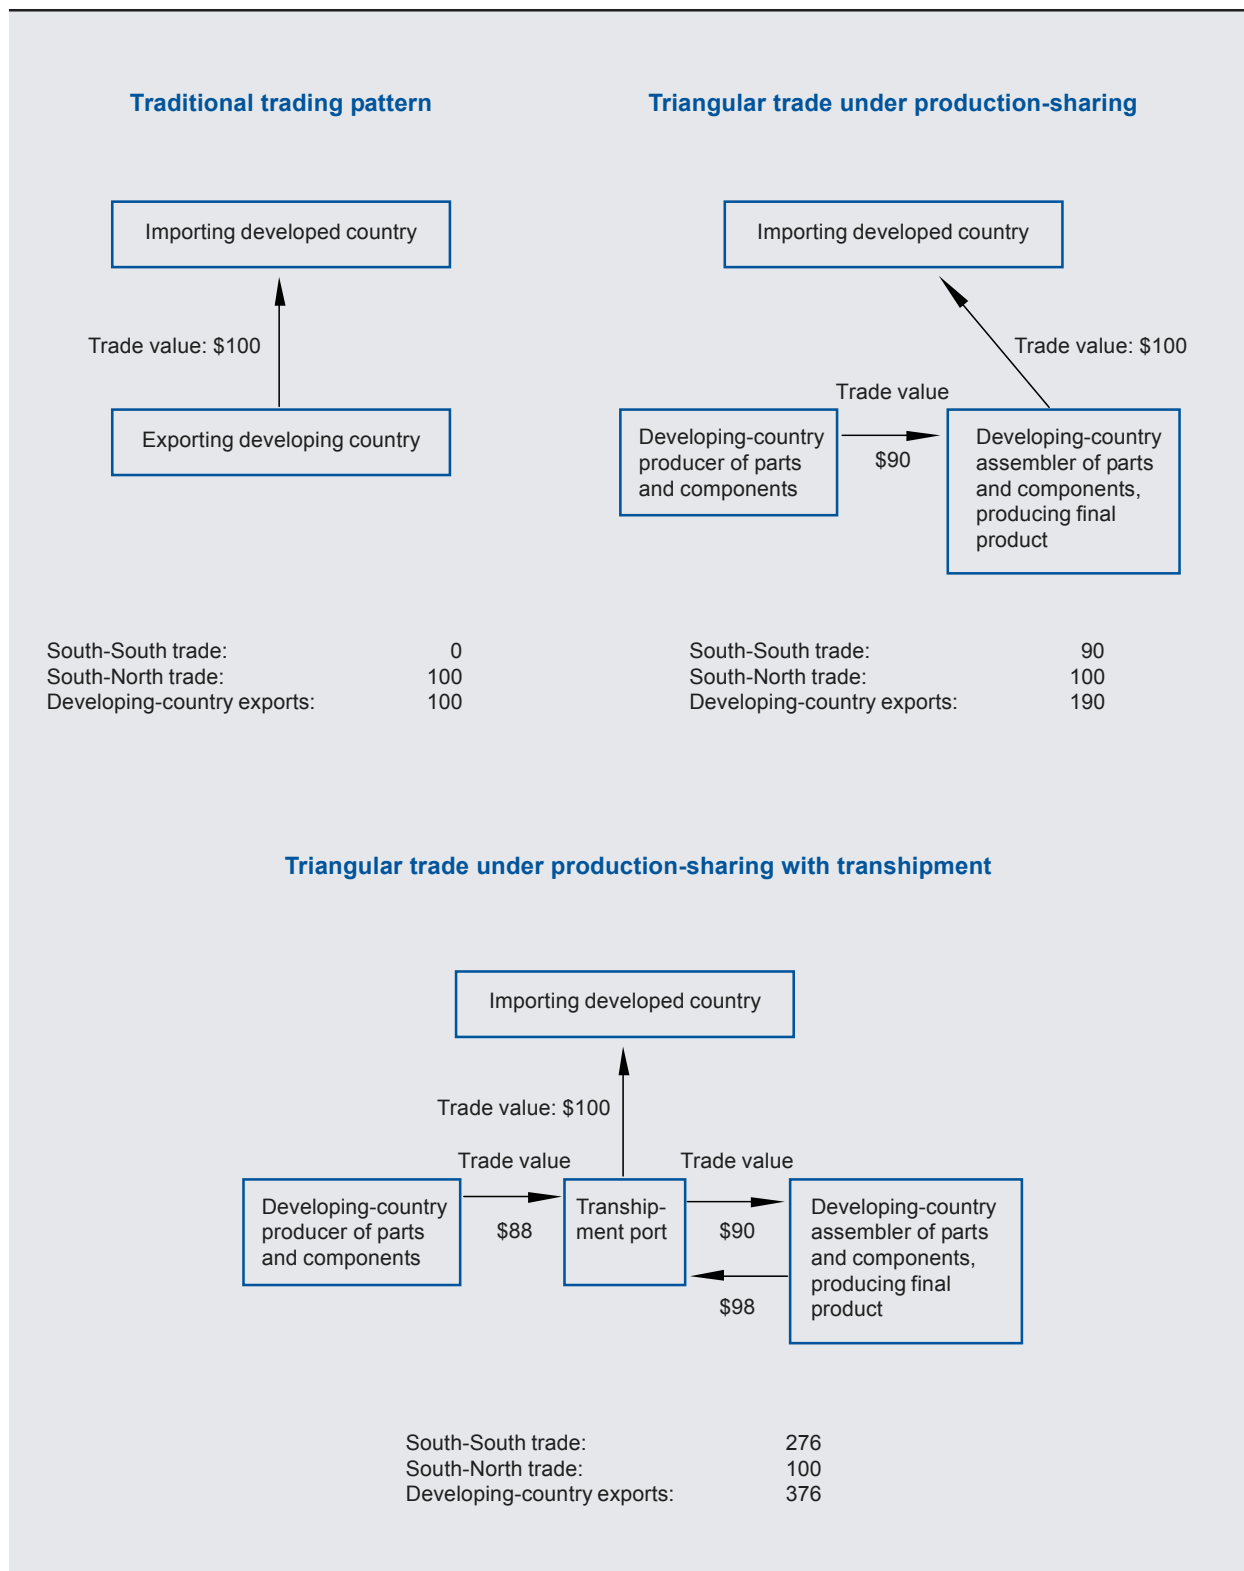 Traditional trading pattern
Importing developed country
Trade value: $100
Exporting developing country
South-South trade: 0
South-North trade: 100
Developing-country exports: 100
Triangular trade under production-sharing
Importing developed country
Trade value: $100
Trade value
$90
Developing-country
producer of parts
and components
Developing-country
assembler of parts
and components,
producing final
product
South-South trade: 90
South-North trade: 100
Developing-country exports: 190
Triangular trade under production-sharing with transhipment
Importing developed country
Trade value: $100
Trade value
$88
Trade value
$90
$98
Developing-country
producer of parts
and components
Tranship-
ment port
Developing-country
assembler of parts
and components,
producing final
product
South-South trade: 276
South-North trade: 100
Developing-country exports: 376